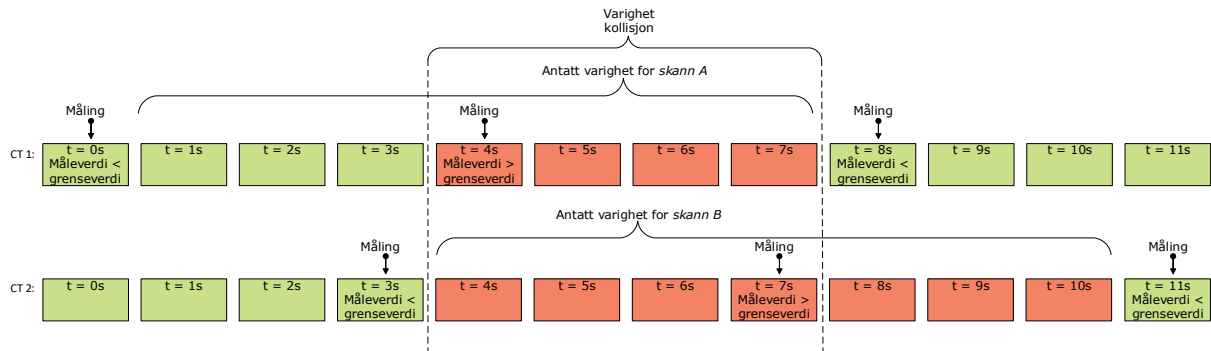 Varighet
kollisjon
Antatt varighet for skann A
Måling Måling Måling
CT 1: t = 0s t = 1s t = 2s t = 3s t = 4s t = 5s t = 6s t = 7s t = 8s t = 9s t = 10s t = 11s
Måleverdi < Måleverdi > Måleverdi <
grenseverdi grenseverdi grenseverdi
Antatt varighet for skann B
Måling Måling Måling
CT 2: t = 0s t = 1s t = 2s t = 3s t = 4s t = 5s t = 6s t = 7s t = 8s t = 9s t = 10s t = 11s
Måleverdi < Måleverdi > Måleverdi <
grenseverdi grenseverdi grenseverdi